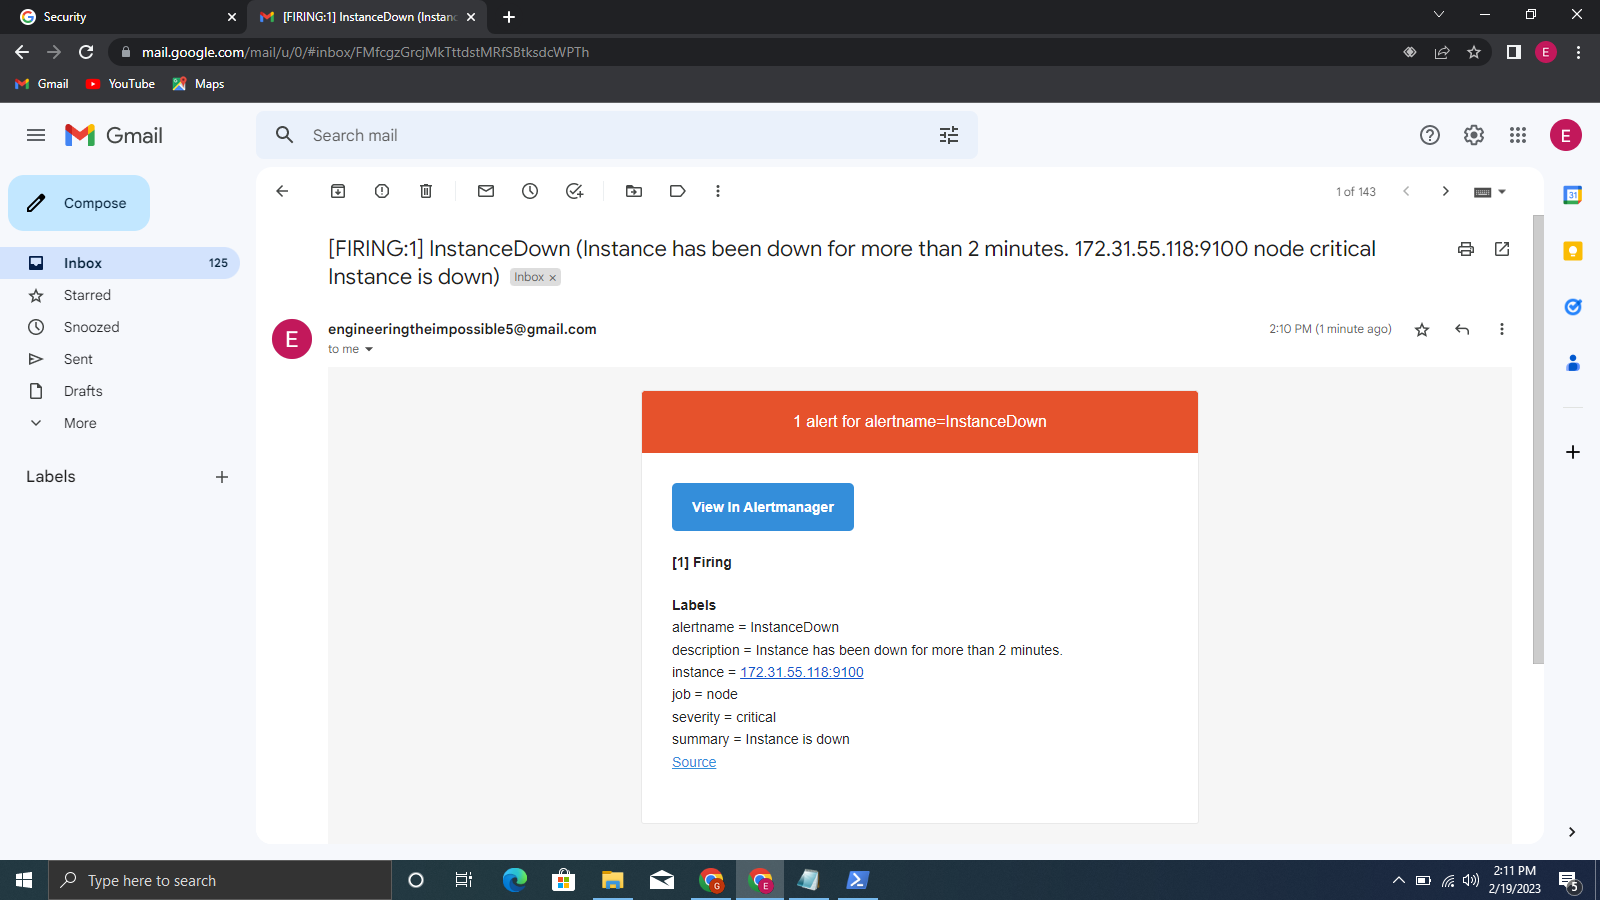 Security
[FIRING:1] InstanceDown (Instanc
mail.google.com/mail/u/0/#inbox/FMfcgzGrcjMkTttdstMRfSBtksdcWPTh
E
Gmail
YouTube
Maps
Gmail
Search mail
E
Compose
1 of 143
31
Inbox
125
Starred
Snoozed
Sent
Drafts
More
Labels
[FIRING:1] InstanceDown (Instance has been down for more than 2 minutes. 172.31.55.118:9100 node critical
Instance is down) Inbox x
E
engineeringtheimpossible5@gmail.com
2:10 PM (1 minute ago)
to me
1 alert for alertname=InstanceDown
View In Alertmanager
[1] Firing
Labels
alertname = InstanceDown
description = Instance has been down for more than 2 minutes.
instance = 172.31.55.118:9100
job = node
severity = critical
summary = Instance is down
Source
Type here to search
G
E
2:11 PM
2/19/2023
5